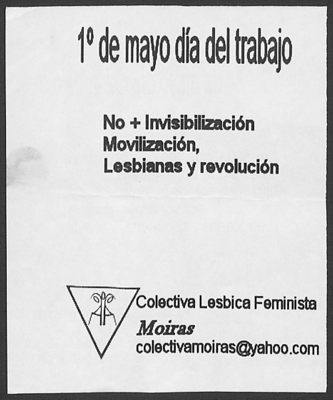 1º de mayo día del trabajo
No + Invisibilización
Movilización,
Lesbianas y revolución
Colectiva Lesbica Feminista
Moiras
colectivamoiras@yahoo.com